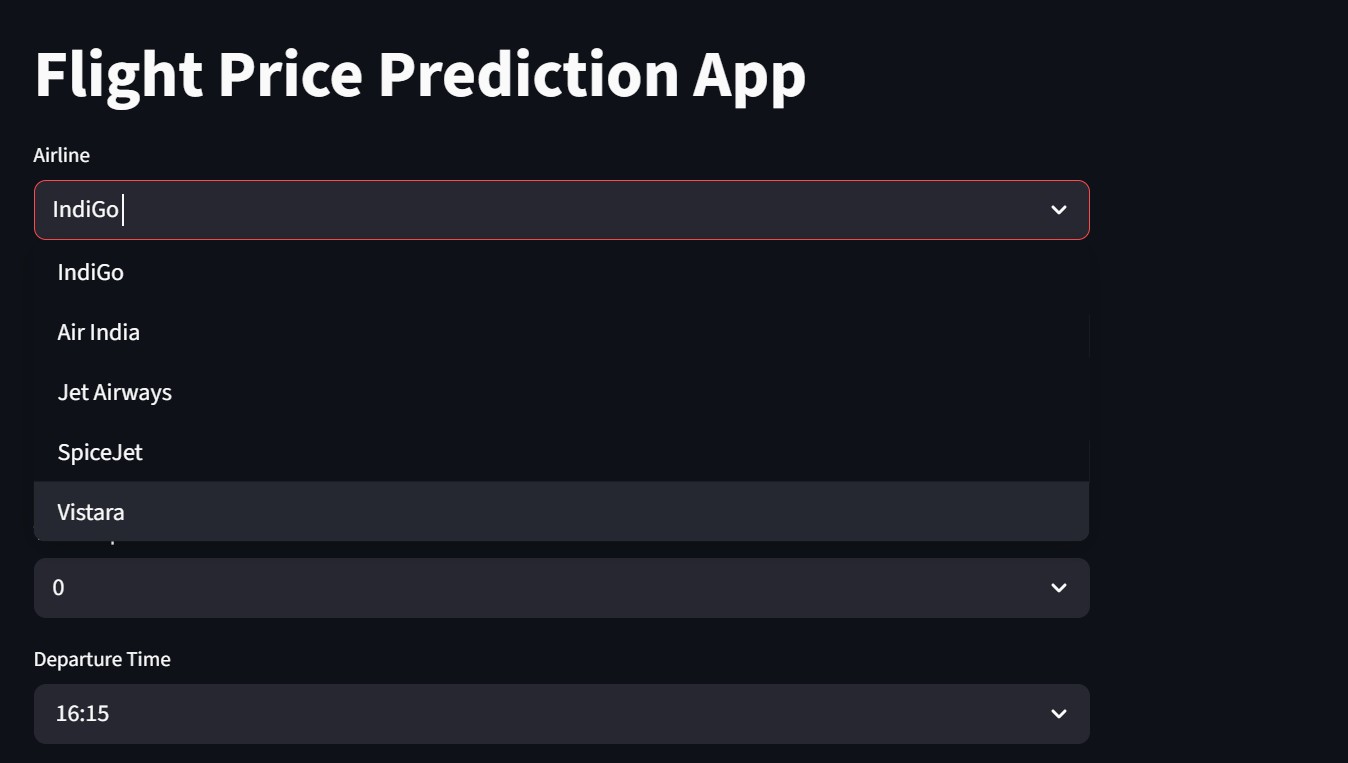 Flight Price Prediction App
Airline
IndiGo
IndiGo
Air India
Jet Airways
SpiceJet
Vistara
0
Departure Time
16:15